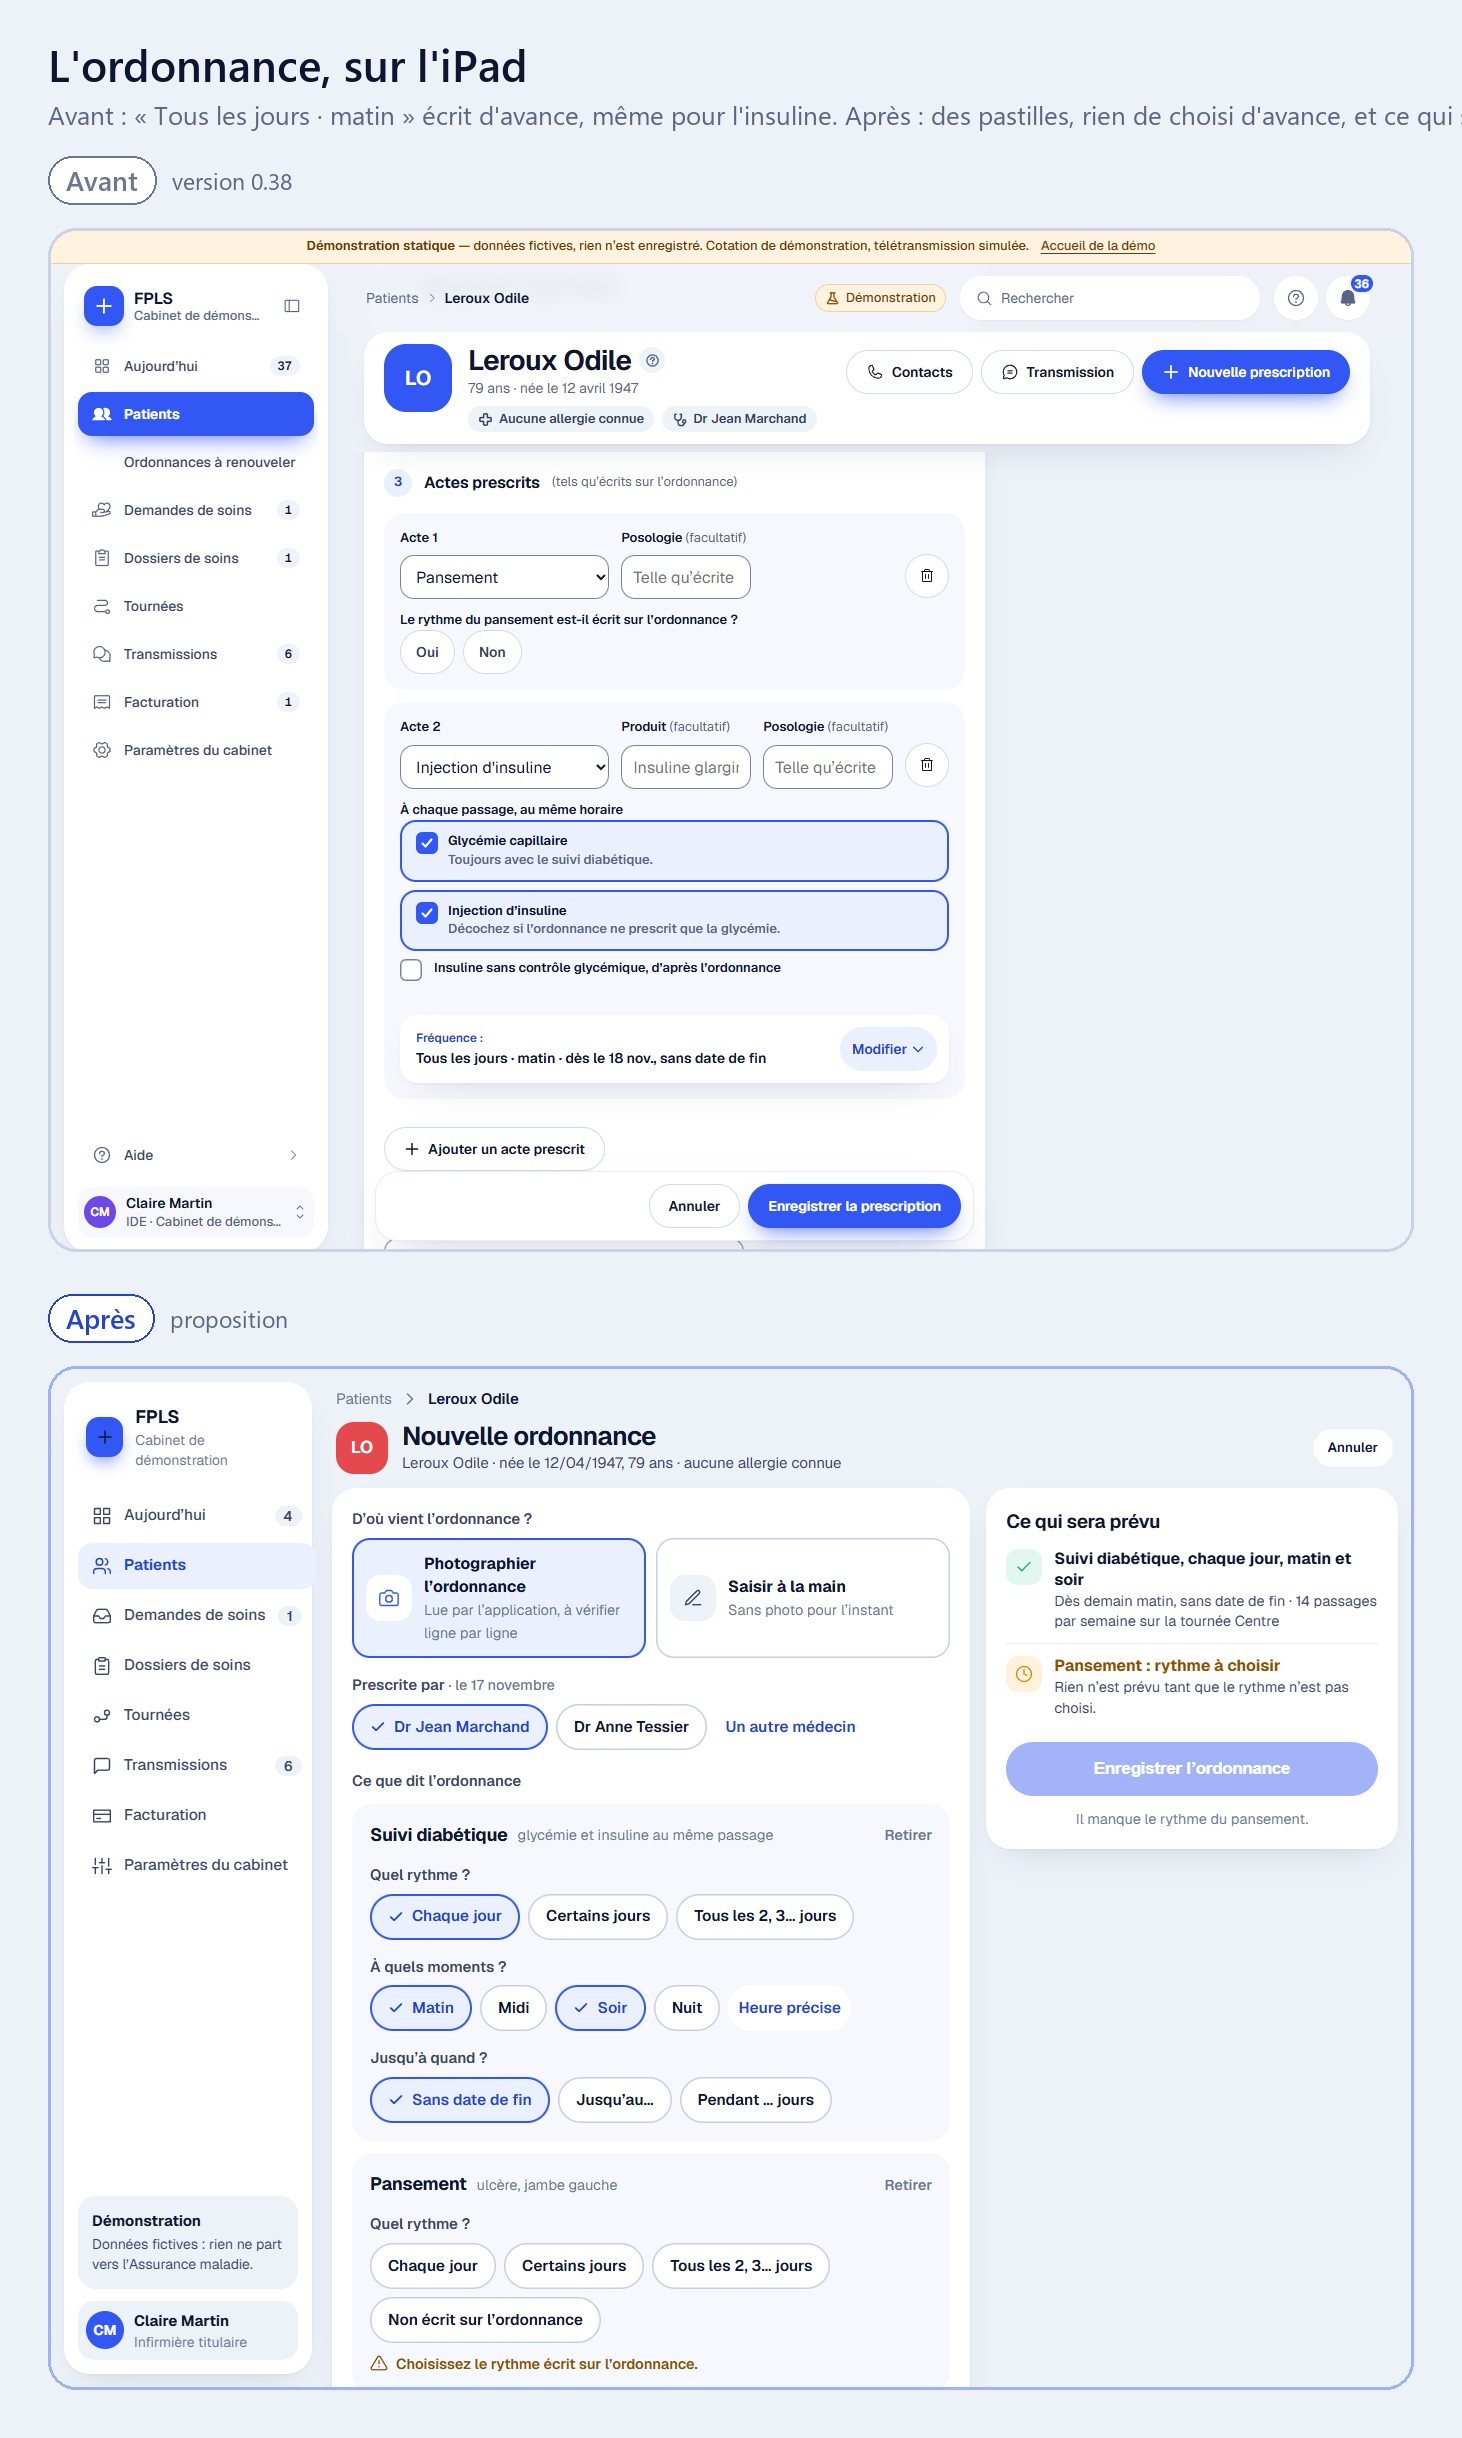 L'ordonnance, sur l'iPad
Avant : « Tous les jours · matin » écrit d'avance, même pour l'insuline. Après : des pastilles, rien de choisi d'avance, et ce qui
Avant version 0.38
Démonstration statique — données fictives, rien n’est enregistré. Cotation de démonstration, télétransmission simulée. Accueil de la démo
FPLS
Cabinet de démons...
Aujourd’hui 37
Patients
Ordonnances à renouveler
Demandes de soins 1
Dossiers de soins 1
Tournées
Transmissions 6
Facturation 1
Paramètres du cabinet
Aide
CM
Claire Martin
IDE · Cabinet de démons...
Patients > Leroux Odile
Démonstration
Rechercher
36
LO
Leroux Odile
79 ans · née le 12 avril 1947
Aucune allergie connue
Dr Jean Marchand
Contacts
Transmission
Nouvelle prescription
3 Actes prescrits (tels qu’écrits sur l’ordonnance)
Acte 1 Posologie (facultatif)
Pansement Telle qu’écrite
Le rythme du pansement est-il écrit sur l’ordonnance ?
Oui Non
Acte 2 Produit (facultatif) Posologie (facultatif)
Injection d'insuline Insuline glargin Telle qu’écrite
À chaque passage, au même horaire
Glycémie capillaire
Toujours avec le suivi diabétique.
Injection d’insuline
Décochez si l’ordonnance ne prescrit que la glycémie.
Insuline sans contrôle glycémique, d’après l’ordonnance
Fréquence :
Tous les jours · matin · dès le 18 nov., sans date de fin
Modifier
Ajouter un acte prescrit
Annuler Enregistrer la prescription
Après proposition
FPLS
Cabinet de
démonstration
Aujourd’hui 4
Patients
Demandes de soins 1
Dossiers de soins
Tournées
Transmissions 6
Facturation
Paramètres du cabinet
Démonstration
Données fictives : rien ne part
vers l’Assurance maladie.
CM
Claire Martin
Infirmière titulaire
Patients > Leroux Odile
LO
Nouvelle ordonnance
Leroux Odile · née le 12/04/1947, 79 ans · aucune allergie connue
Annuler
D’où vient l’ordonnance ?
Photographier
l’ordonnance
Lue par l’application, à vérifier
ligne par ligne
Saisir à la main
Sans photo pour l’instant
Prescrite par · le 17 novembre
Dr Jean Marchand Dr Anne Tessier Un autre médecin
Ce que dit l’ordonnance
Suivi diabétique glycémie et insuline au même passage Retirer
Quel rythme ?
Chaque jour Certains jours Tous les 2, 3... jours
À quels moments ?
Matin Midi Soir Nuit Heure précise
Jusqu’à quand ?
Sans date de fin Jusqu’au... Pendant ... jours
Pansement ulcère, jambe gauche Retirer
Quel rythme ?
Chaque jour Certains jours Tous les 2, 3... jours
Non écrit sur l’ordonnance
Choisissez le rythme écrit sur l’ordonnance.
Ce qui sera prévu
Suivi diabétique, chaque jour, matin et
soir
Dès demain matin, sans date de fin · 14 passages
par semaine sur la tournée Centre
Pansement : rythme à choisir
Rien n’est prévu tant que le rythme n’est pas
choisi.
Enregistrer l’ordonnance
Il manque le rythme du pansement.